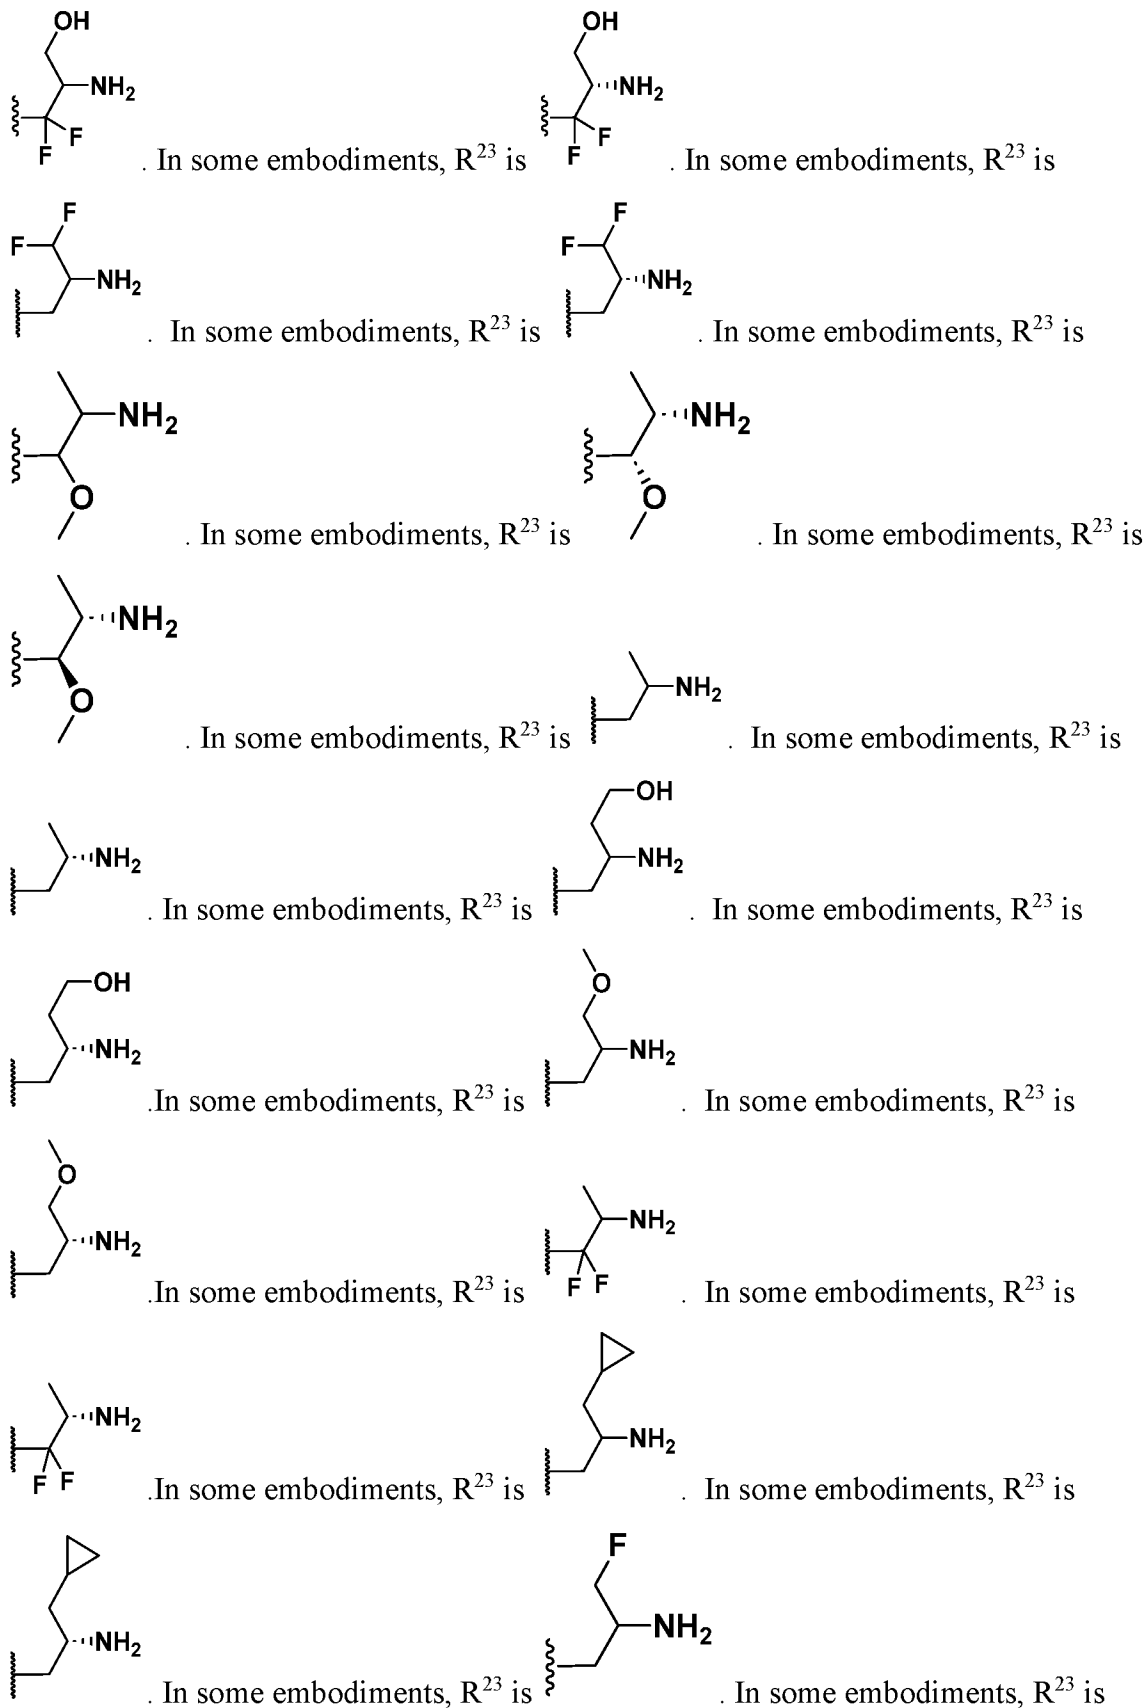 OH OH
NH2 NH2
F F
F . In some embodiments, R23 is F . In some embodiments, R23 is
F F
F F
NH2 NH2
. In some embodiments, R23 is . In some embodiments, R23 is
NH2 NH2
O O
. In some embodiments, R23 is . In some embodiments, R23 is
NH2
O NH2
. In some embodiments, R23 is . In some embodiments, R23 is
OH
NH2 NH2
. In some embodiments, R23 is . In some embodiments, R23 is
OH O
NH2 NH2
.In some embodiments, R23 is . In some embodiments, R23 is
O
NH2 NH2
F F
.In some embodiments, R23 is . In some embodiments, R23 is
NH2 NH2
F F
.In some embodiments, R23 is . In some embodiments, R23 is
F
NH2 NH2
. In some embodiments, R23 is . In some embodiments, R23 is